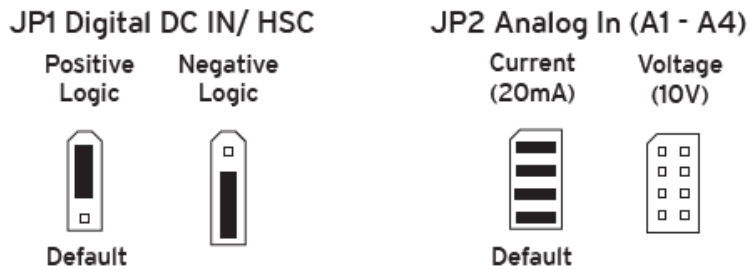 JP1 Digital DC IN/ HSC
Positive Logic
Negative Logic
Default
JP2 Analog In (A1 - A4)
Current (20mA)
Voltage (10V)
Default